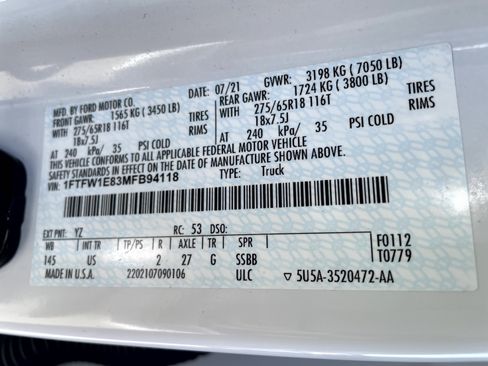 MFD. BY FORD MOTOR CO. 07/21 GVWR: 3198 KG ( 7050 LB)
FRONT GAWR: 1565 KG ( 3450 LB) REAR GAWR: 1724 KG ( 3800 LB)
WITH 275/65R18 116T TIRES WITH 275/65R18 116T TIRES
18x7.5J RIMS 18x7.5J RIMS
AT 240 kPa/ 35 PSI COLD AT 240 kPa/ 35 PSI COLD
THIS VEHICLE CONFORMS TO ALL APPLICABLE FEDERAL MOTOR VEHICLE
SAFETY STANDARDS IN EFFECT ON THE DATE OF MANUFACTURE SHOWN ABOVE.
VIN: 1FTFW1E83MFB94118 TYPE: Truck
EXT PNT: YZ RC: 53 DSO:
WB INT TR TP/PS R AXLE TR SPR F0112
145 US 2 27 G SSBB T0779
MADE IN U.S.A. 2202107090106 ULC 5U5A-3520472-AA